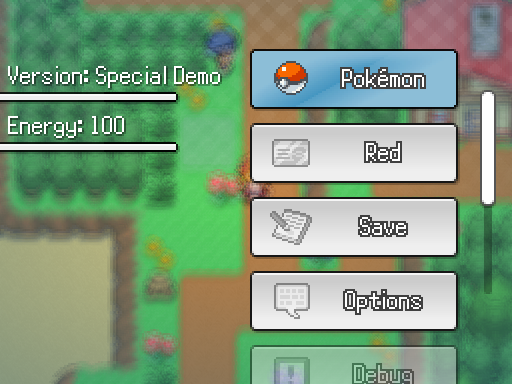 Version: Special Demo
Energy: 100
Pokémon
Red
Save
Options
Debug